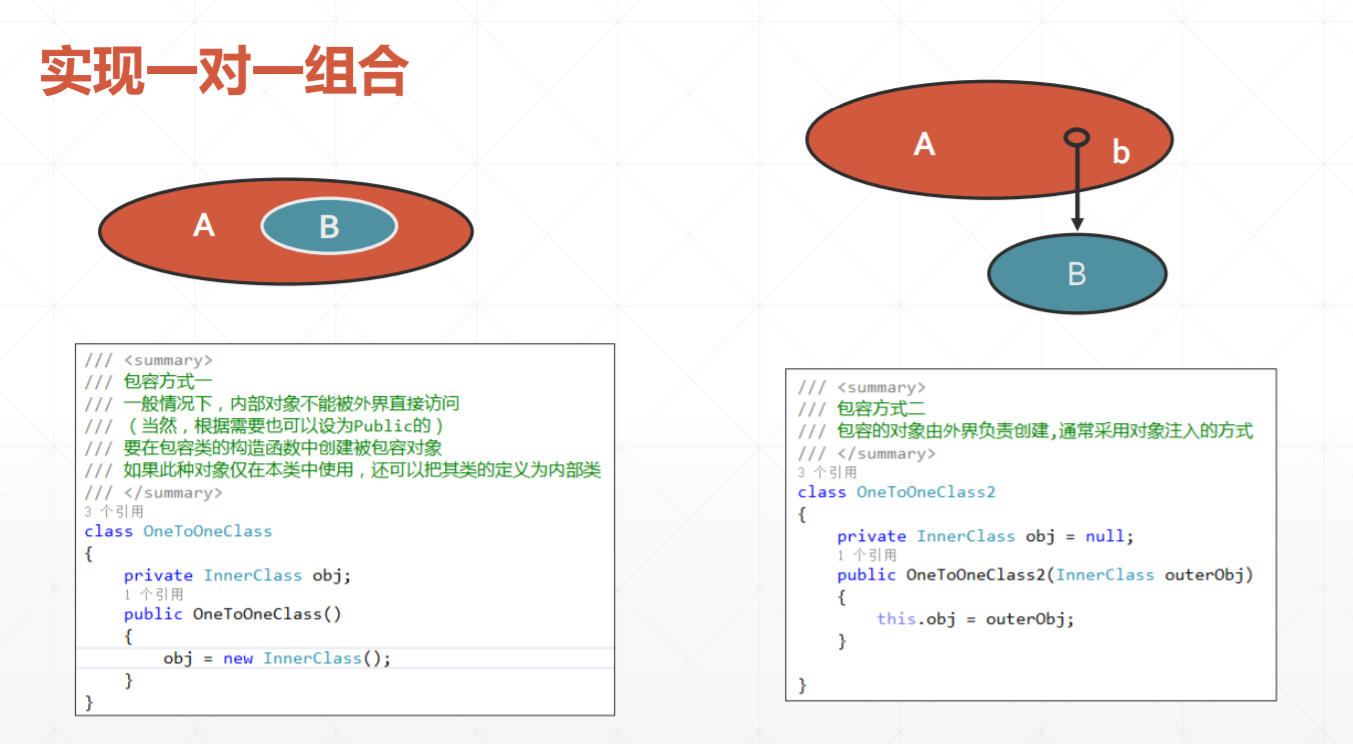 实现一对一组合
A
B
A
b
B
/// <summary>
/// 包容方式一
/// 一般情况下，内部对象不能被外界直接访问
/// （当然，根据需要也可以设为Public的）
/// 要在包容类的构造函数中创建被包容对象
/// 如果此种对象仅在本类中使用，还可以把其类的定义为内部类
/// </summary>
3 个引用
class OneToOneClass
{
    private InnerClass obj;
    1 个引用
    public OneToOneClass()
    {
        obj = new InnerClass();
    }
}
/// <summary>
/// 包容方式二
/// 包容的对象由外界负责创建,通常采用对象注入的方式
/// </summary>
3 个引用
class OneToOneClass2
{
    private InnerClass obj = null;
    1 个引用
    public OneToOneClass2(InnerClass outerObj)
    {
        this.obj = outerObj;
    }
}